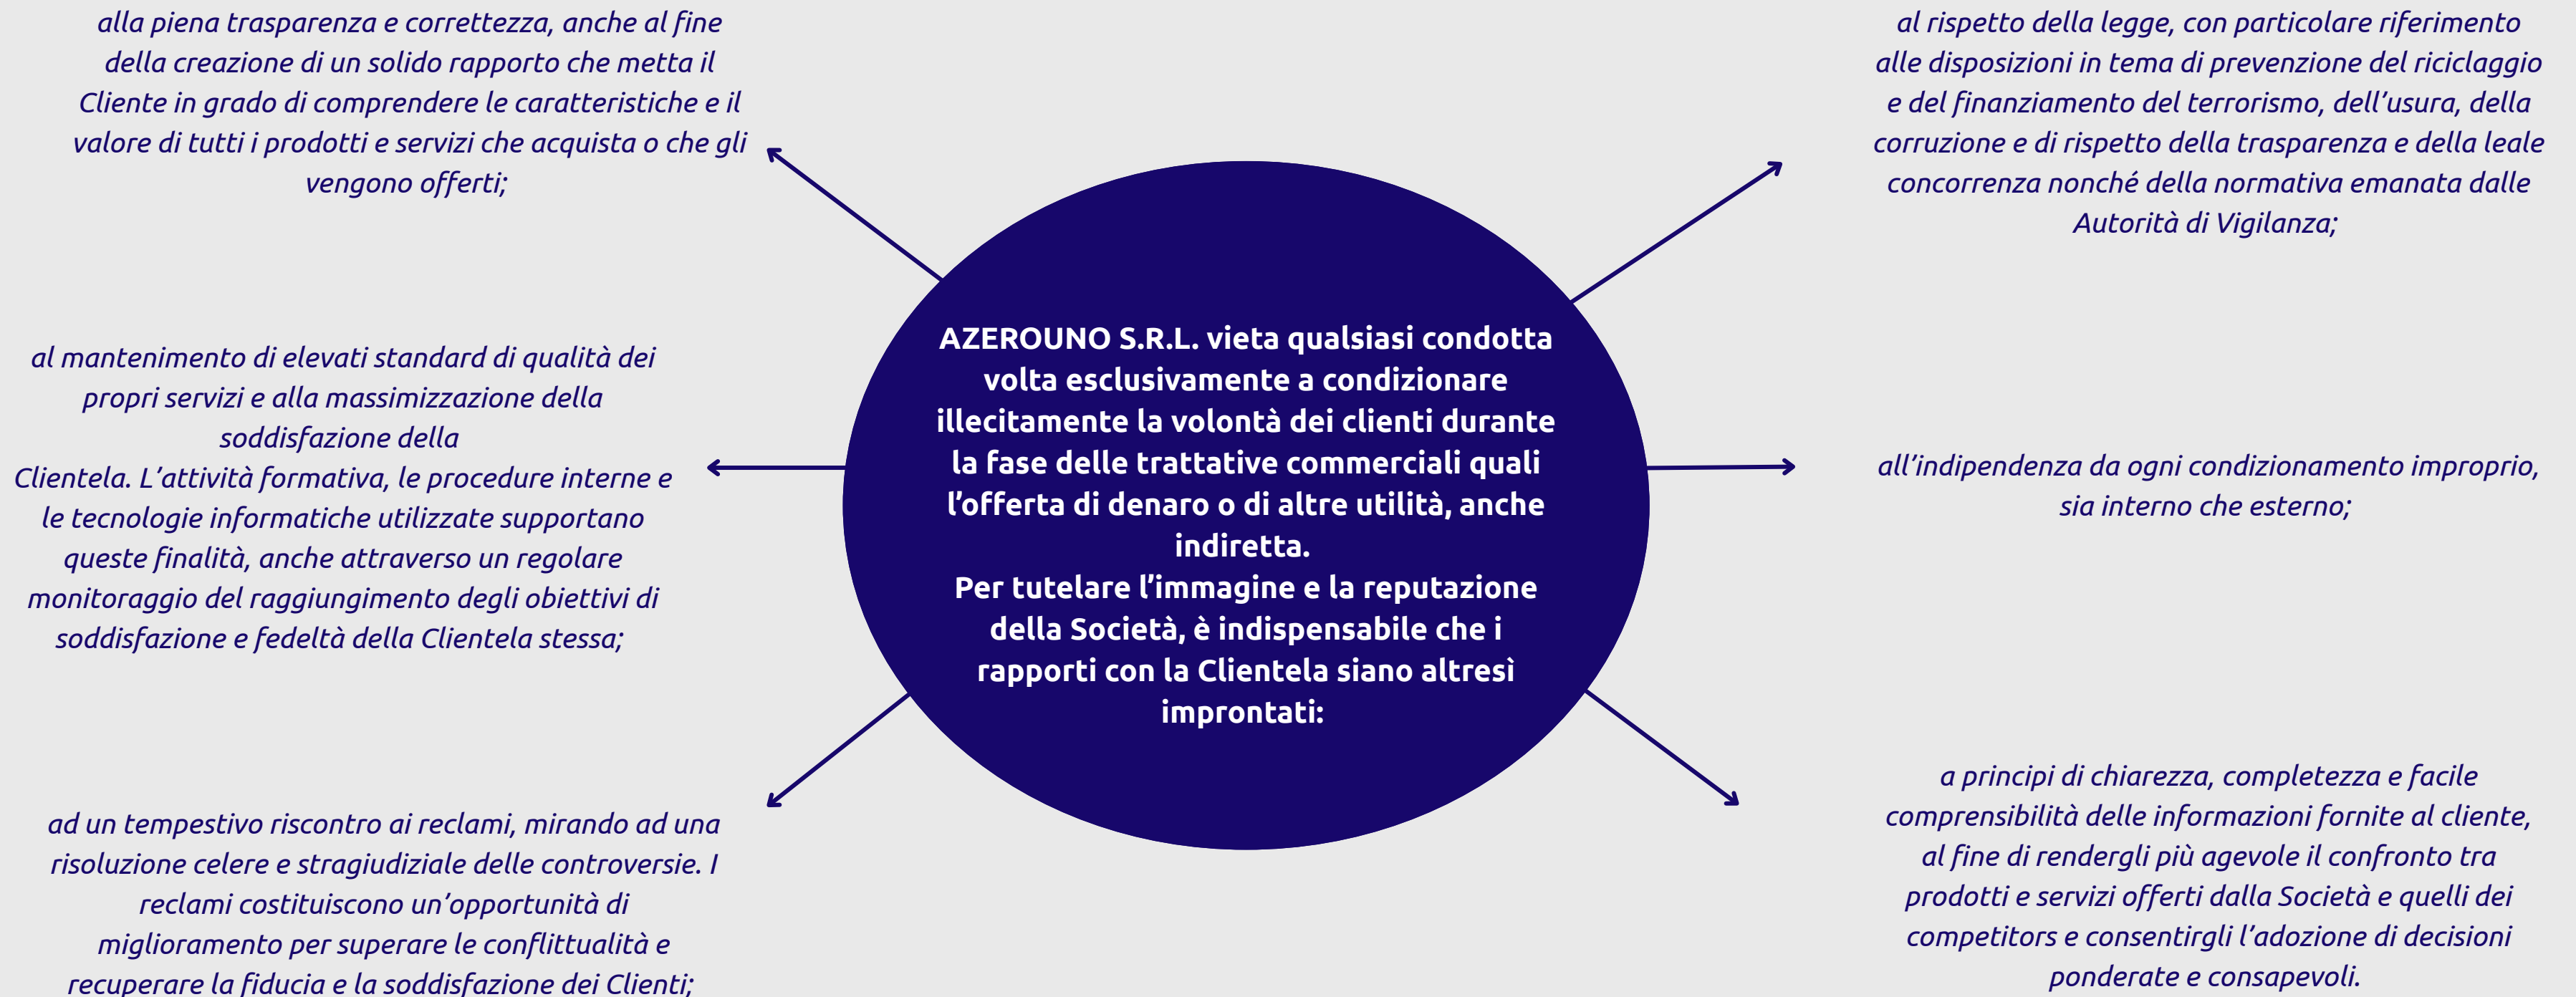 alla piena trasparenza e correttezza, anche al fine
della creazione di un solido rapporto che metta il
Cliente in grado di comprendere le caratteristiche e il
valore di tutti i prodotti e servizi che acquista o che gli
vengono offerti;
al mantenimento di elevati standard di qualità dei
propri servizi e alla massimizzazione della
soddisfazione della
Clientela. L’attività formativa, le procedure interne e
le tecnologie informatiche utilizzate supportano
queste finalità, anche attraverso un regolare
monitoraggio del raggiungimento degli obiettivi di
soddisfazione e fedeltà della Clientela stessa;
ad un tempestivo riscontro ai reclami, mirando ad una
risoluzione celere e stragiudiziale delle controversie. I
reclami costituiscono un’opportunità di
miglioramento per superare le conflittualità e
recuperare la fiducia e la soddisfazione dei Clienti;
AZEROUNO S.R.L. vieta qualsiasi condotta
volta esclusivamente a condizionare
illecitamente la volontà dei clienti durante
la fase delle trattative commerciali quali
l’offerta di denaro o di altre utilità, anche
indiretta.
Per tutelare l’immagine e la reputazione
della Società, è indispensabile che i
rapporti con la Clientela siano altresì
improntati:
al rispetto della legge, con particolare riferimento
alle disposizioni in tema di prevenzione del riciclaggio
e del finanziamento del terrorismo, dell’usura, della
corruzione e di rispetto della trasparenza e della leale
concorrenza nonché della normativa emanata dalle
Autorità di Vigilanza;
all’indipendenza da ogni condizionamento improprio,
sia interno che esterno;
a principi di chiarezza, completezza e facile
comprensibilità delle informazioni fornite al cliente,
al fine di rendergli più agevole il confronto tra
prodotti e servizi offerti dalla Società e quelli dei
competitors e consentirgli l’adozione di decisioni
ponderate e consapevoli.